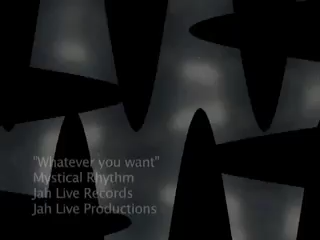 "Whatever you want"
Mystical Rhythm
Jah Live Records
Jah Live Productions